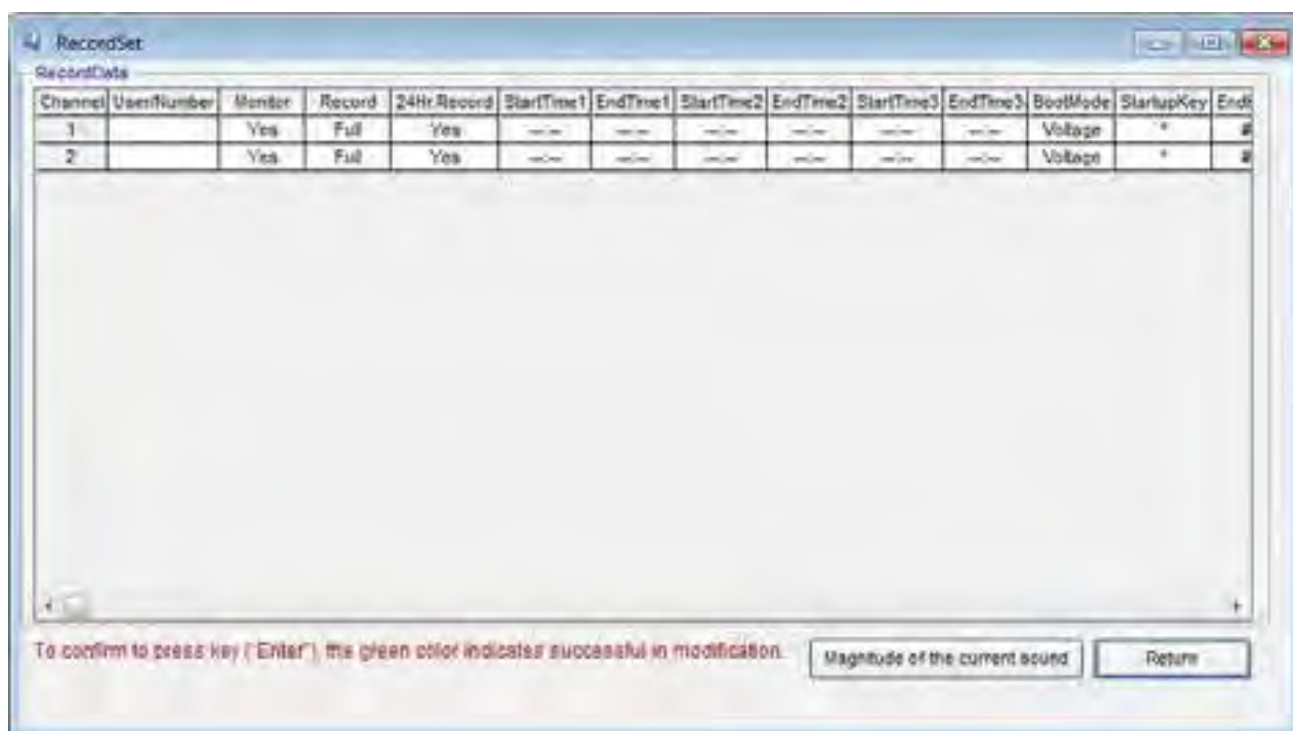 RecordSet
RecordData
Channel User/Number Monitor Record 24Hr.Record StartTime1 EndTime1 StartTime2 EndTime2 StartTime3 EndTime3 BootMode StartupKey End
1 Yes Full Yes --:-- --:-- --:-- --:-- --:-- --:-- Voltage * #
2 Yes Full Yes --:-- --:-- --:-- --:-- --:-- --:-- Voltage * #
To confirm to press key ("Enter"), the green color indicates successful in modification. Magnitude of the current sound Return